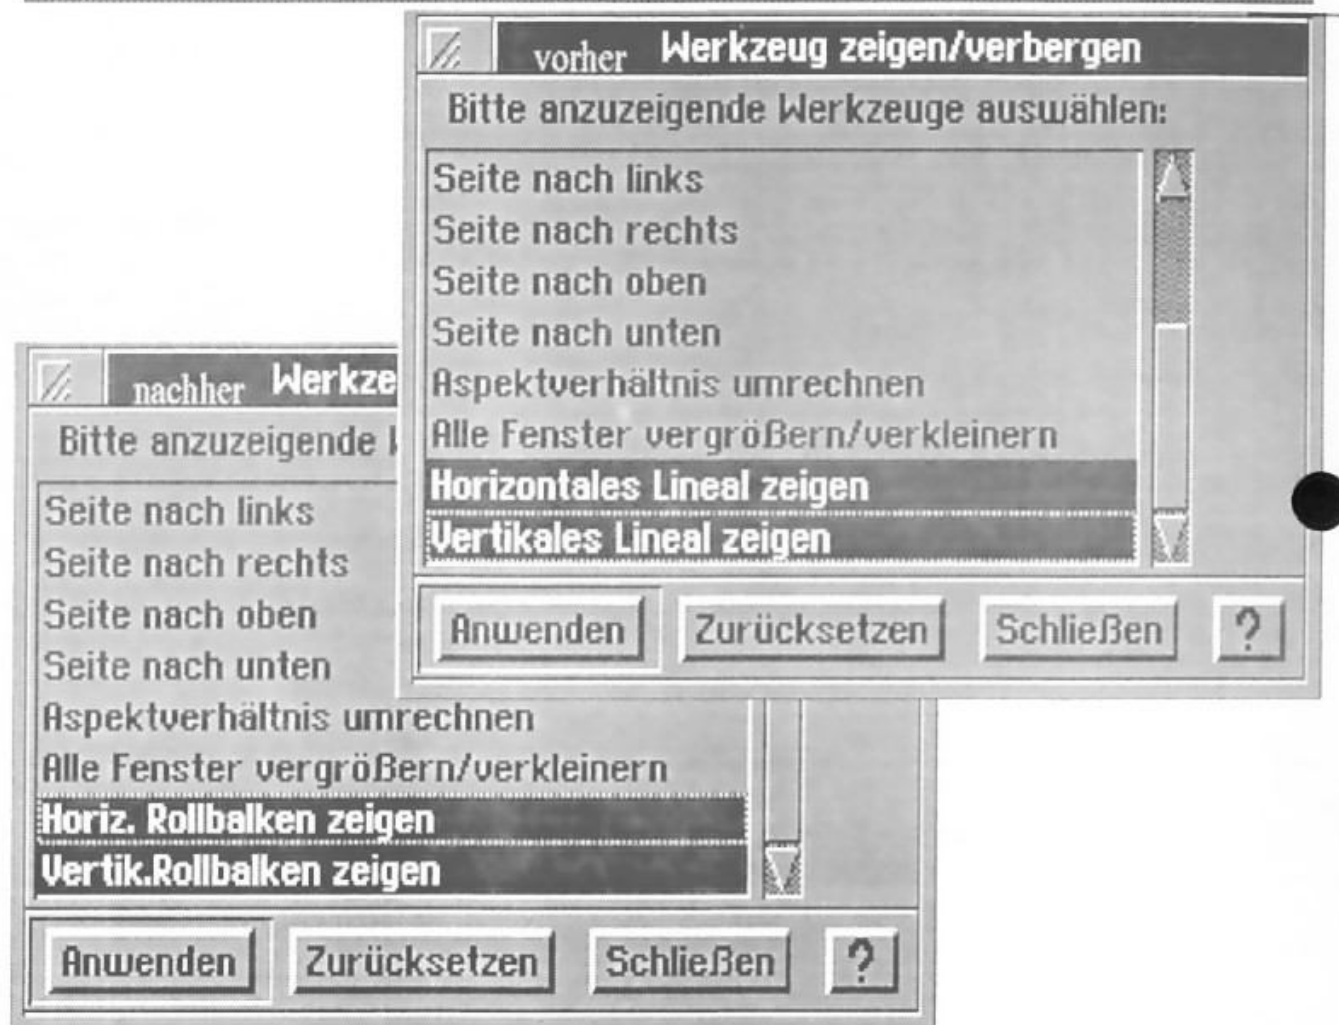 vorher Werkzeug zeigen/verbergen
Bitte anzuzeigende Werkzeuge auswählen:
Seite nach links
Seite nach rechts
Seite nach oben
Seite nach unten
Aspektverhältnis umrechnen
Alle Fenster vergrößern/verkleinern
Horizontales Lineal zeigen
Vertikales Lineal zeigen
Anwenden Zurücksetzen Schließen ?
nachher Werkze
Bitte anzuzeigende
Seite nach links
Seite nach rechts
Seite nach oben
Seite nach unten
Aspektverhältnis umrechnen
Alle Fenster vergrößern/verkleinern
Horiz. Rollbalken zeigen
Vertik.Rollbalken zeigen
Anwenden Zurücksetzen Schließen ?